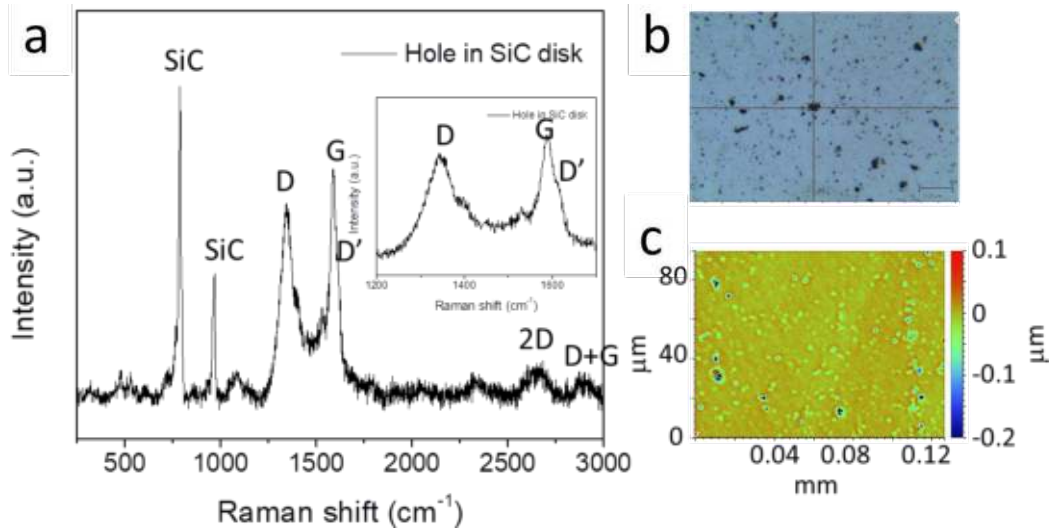 a
SiC
SiC
D
G
D'
2D
D+G
Hole in SiC disk
Intensity (a.u.)
500 1000 1500 2000 2500 3000
Raman shift (cm-1)
Hole in SiC disk
D
G
D'
Intensity (a.u.)
1200 1400 1600
Raman shift (cm-1)
b
c
80
40
0
µm
0.04 0.08 0.12
mm
0.1
0
-0.1
-0.2
µm